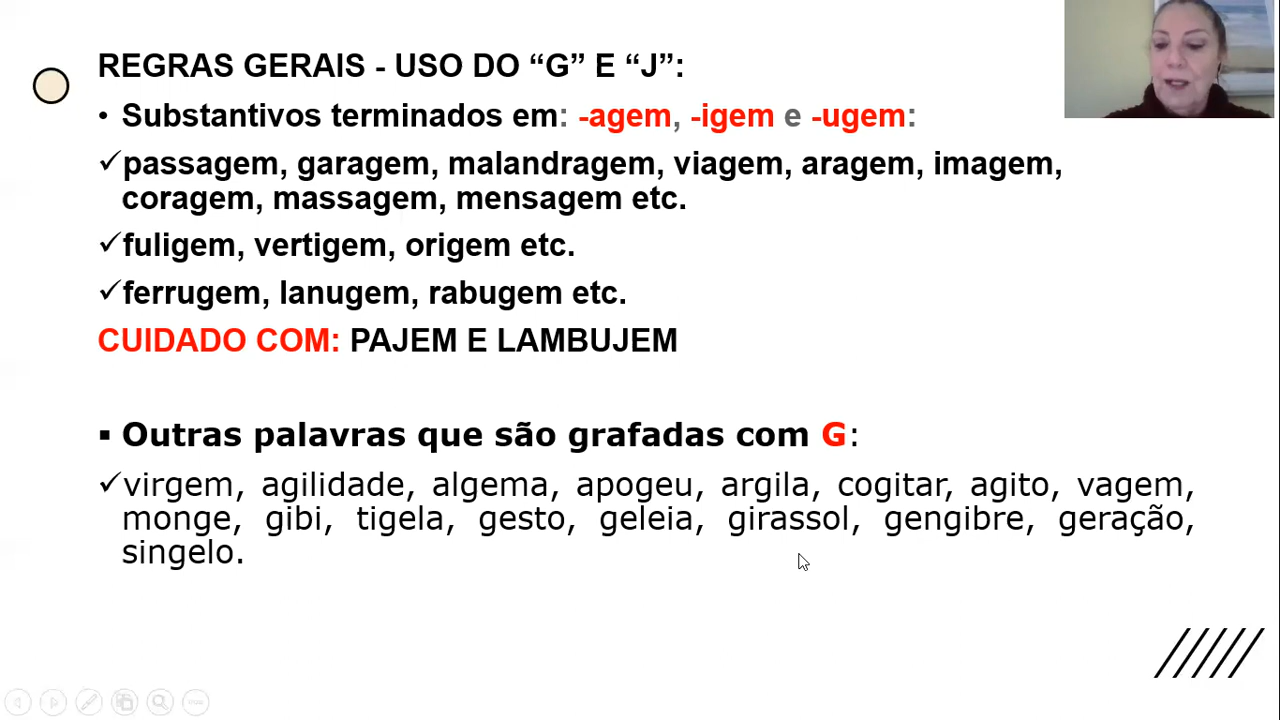 REGRAS GERAIS - USO DO “G” E “J”:
• Substantivos terminados em: -agem, -igem e -ugem:
✓passagem, garagem, malandragem, viagem, aragem, imagem,
coragem, massagem, mensagem etc.
✓fuligem, vertigem, origem etc.
✓ferrugem, lanugem, rabugem etc.
CUIDADO COM: PAJEM E LAMBUJEM
▪ Outras palavras que são grafadas com G:
✓virgem, agilidade, algema, apogeu, argila, cogitar, agito, vagem,
monge, gibi, tigela, gesto, geleia, girassol, gengibre, geração,
singelo.